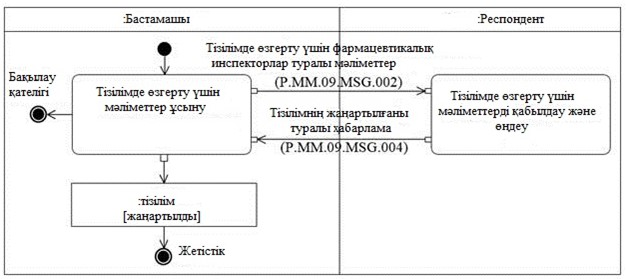 :Бастамашы
:Респондент
Тізілімде өзгерту үшін фармацевтикалық
инспекторлар туралы мәліметтер
(P.MM.09.MSG.002)
Бақылау
қателігі
Тізілімде өзгерту үшін
мәліметтер ұсыну
Тізілімде өзгерту үшін
мәліметтерді қабылдау және
өңдеу
Тізілімнің жаңартылғаны
туралы хабарлама
(P.MM.09.MSG.004)
:тізілім
[жаңартылды]
Жетістік